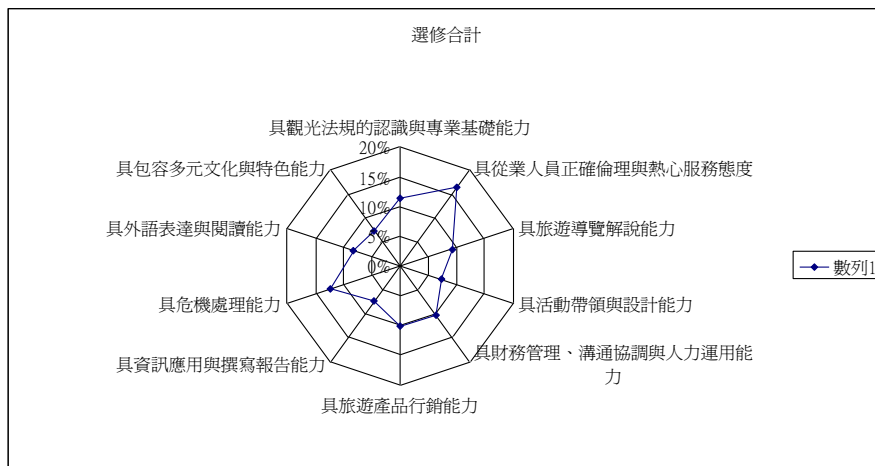 選修合計
具觀光法規的認識與專業基礎能力
20%
具包容多元文化與特色能力
具從業人員正確倫理與熱心服務態度
15%
10%
具外語表達與閱讀能力
具旅遊導覽解說能力
5%
0%
數列1
具危機處理能力
具活動帶領與設計能力
具資訊應用與撰寫報告能力
具財務管理、溝通協調與人力運用能
力
具旅遊產品行銷能力